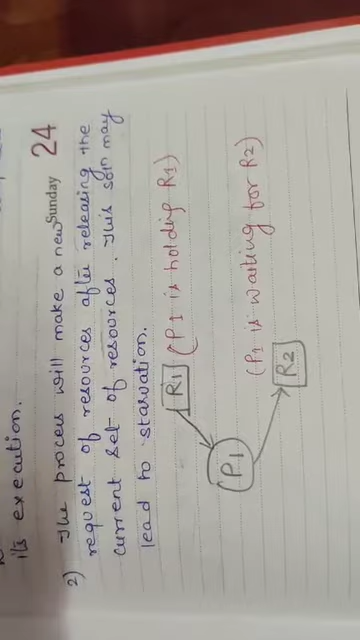 its execution.
Sunday 24
2) The process will make a new
request of resources after releasing the
current set of resources. This soln may
lead to starvation.
R1 (P1 is holding R1)
P1
(P1 is waiting for R2)
R2